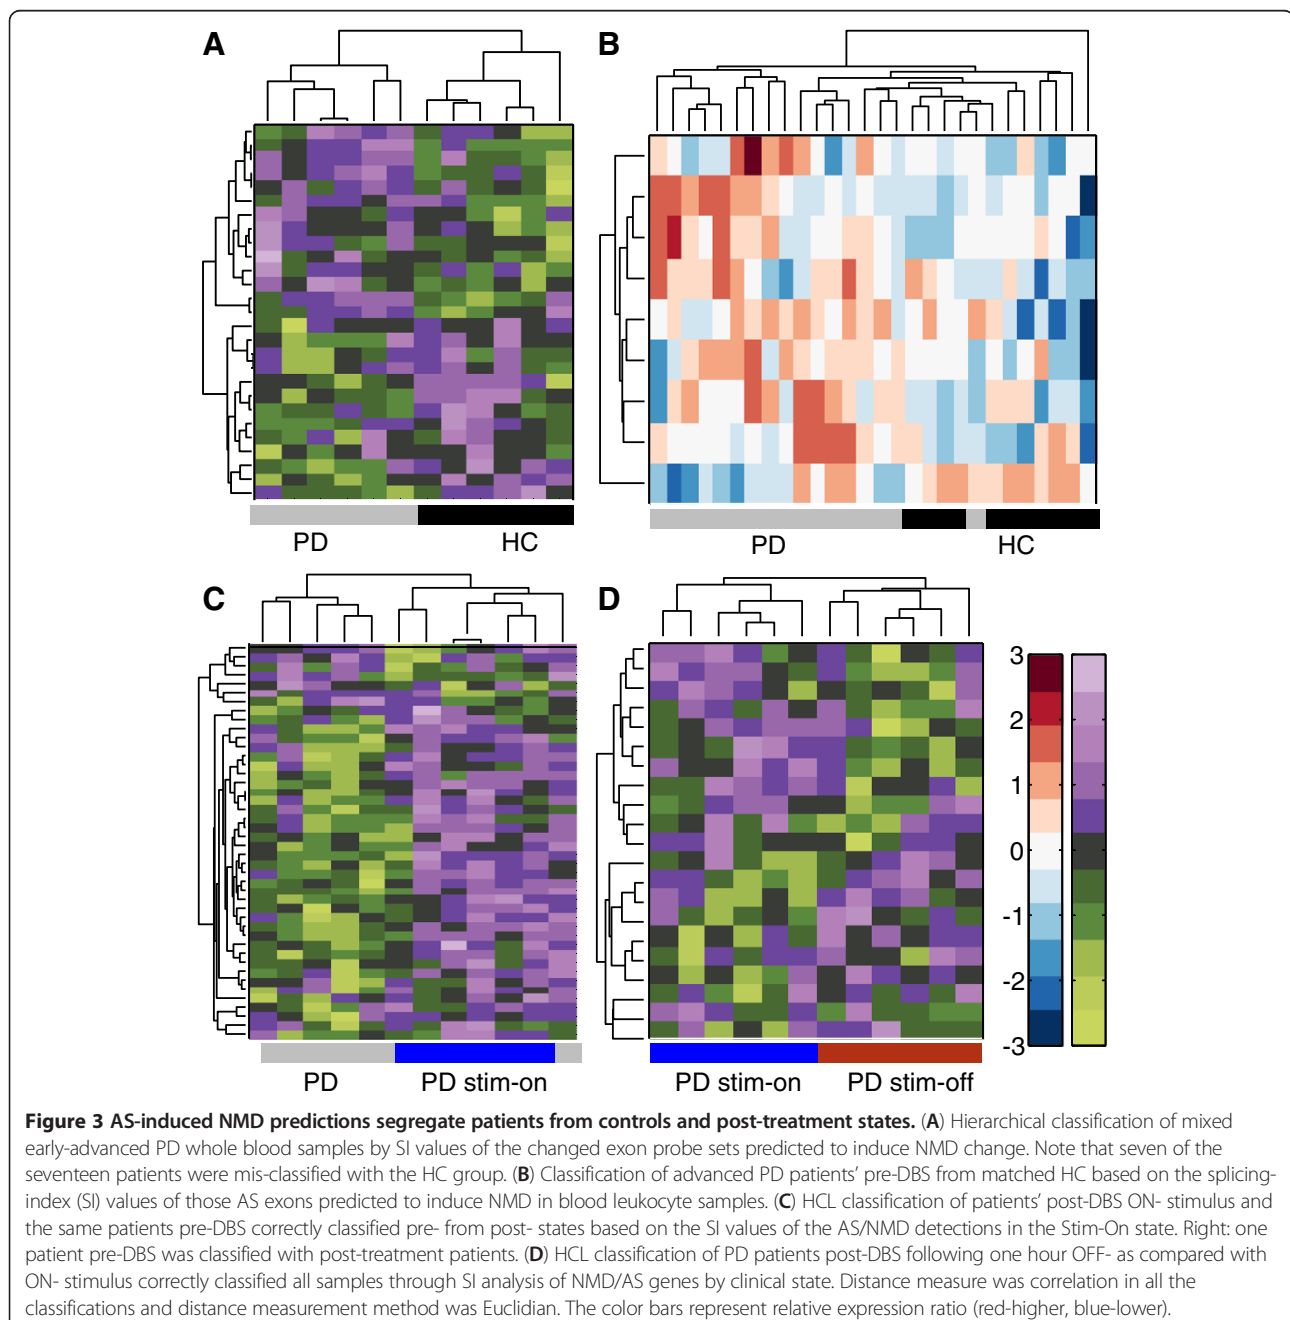 A
B
PD
HC
PD
HC
C
D
3
2
1
0
-1
-2
-3
PD
PD stim-on
PD stim-on
PD stim-off
Figure 3 AS-induced NMD predictions segregate patients from controls and post-treatment states. (A) Hierarchical classification of mixed
early-advanced PD whole blood samples by SI values of the changed exon probe sets predicted to induce NMD change. Note that seven of the
seventeen patients were mis-classified with the HC group. (B) Classification of advanced PD patients’ pre-DBS from matched HC based on the splicing-
index (SI) values of those AS exons predicted to induce NMD in blood leukocyte samples. (C) HCL classification of patients’ post-DBS ON- stimulus and
the same patients pre-DBS correctly classified pre- from post- states based on the SI values of the AS/NMD detections in the Stim-On state. Right: one
patient pre-DBS was classified with post-treatment patients. (D) HCL classification of PD patients post-DBS following one hour OFF- as compared with
ON- stimulus correctly classified all samples through SI analysis of NMD/AS genes by clinical state. Distance measure was correlation in all the
classifications and distance measurement method was Euclidian. The color bars represent relative expression ratio (red-higher, blue-lower).